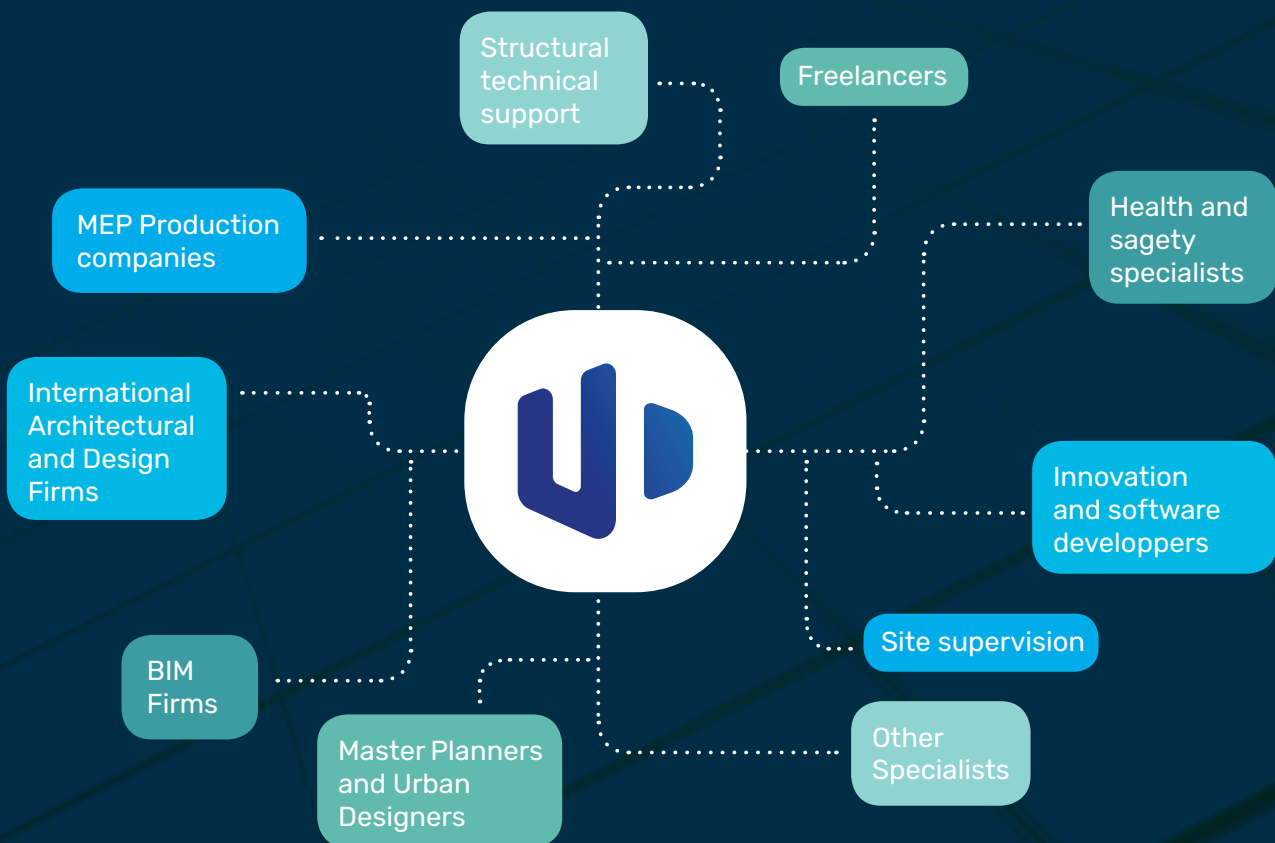 Structural
technical
support
Freelancers
MEP Production
companies
Health and
sagety
specialists
International
Architectural
and Design
Firms
Innovation
and software
developpers
Site supervision
BIM
Firms
Master Planners
and Urban
Designers
Other
Specialists